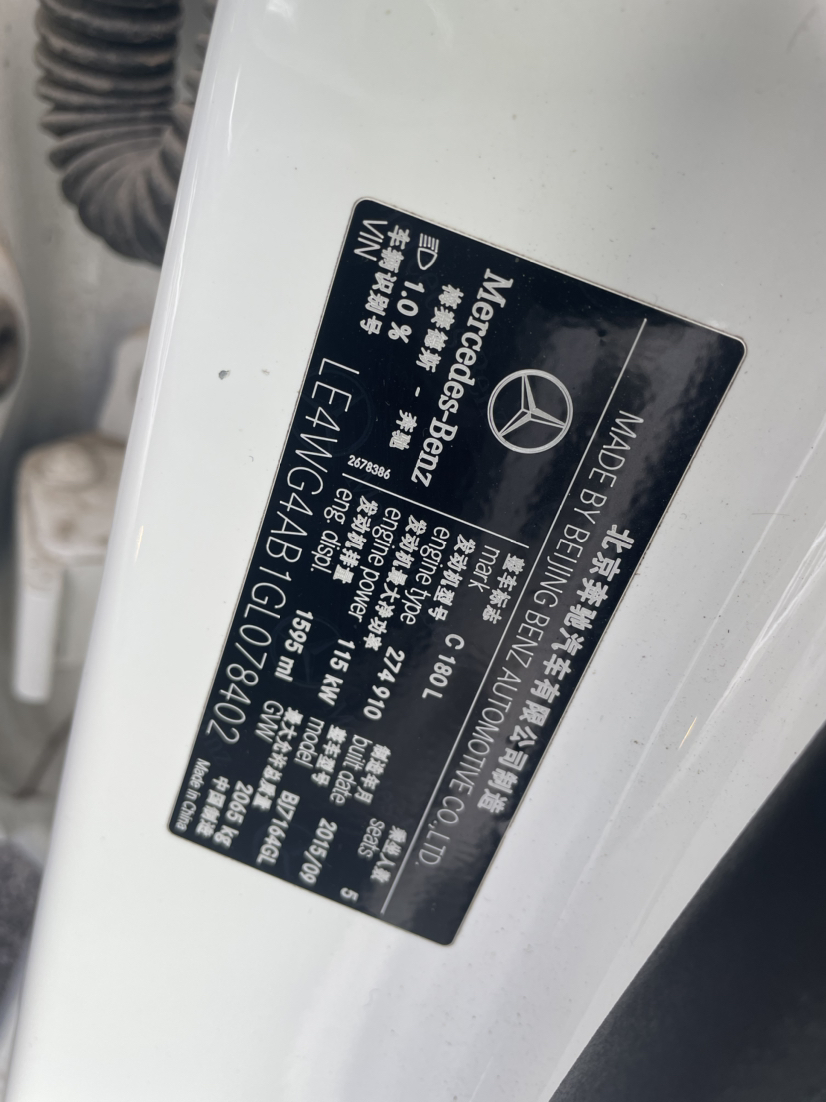 北京奔驰汽车有限公司制造
MADE BY BEIJING BENZ AUTOMOTIVE CO.,LTD.
Mercedes-Benz
梅赛德斯 - 奔驰
1.0 %
2678386
整车标志
mark C 180 L
乘坐人数
seats 5
发动机型号
engine type 274 910
制造年月
built date 2015/09
发动机最大净功率
engine power 115 kW
整车型号
model BJ7164GL
发动机排量
eng. displ. 1595 ml
最大允许总质量
GVW 2065 kg
车辆识别号
VIN LE4WG4AB1GL078402
中国制造
Made in China